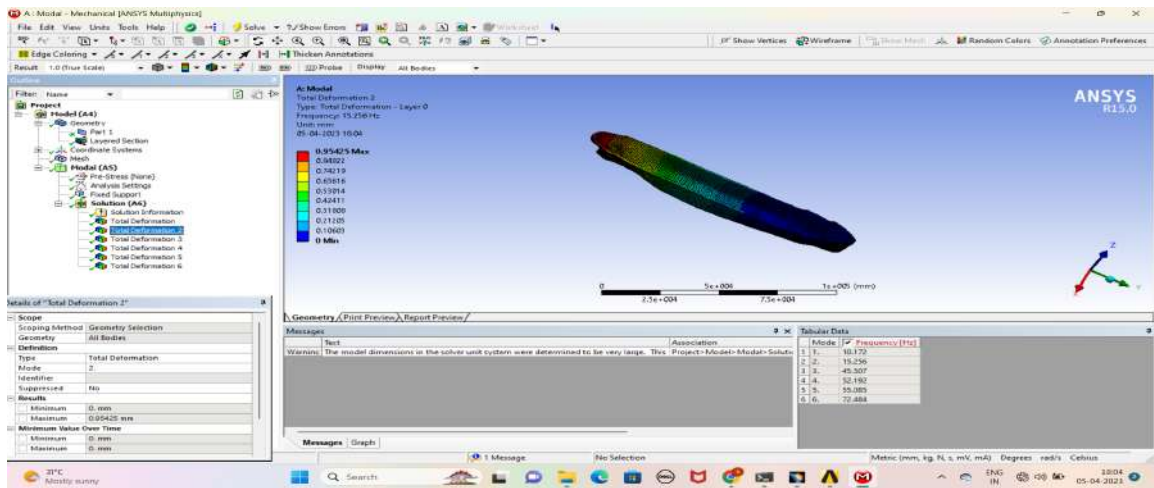 A : Modal - Mechanical [ANSYS Multiphysics]
File Edit View Units Tools Help Solve ?/Show Errors Worksheet
Show Vertices Wireframe Show Mesh Random Colors Annotation Preferences
Edge Coloring Thicken Annotations
Result 1.0 (True Scale) Probe Display All Bodies
Outline
Filter: Name
Project
Model (A4)
Geometry
Part 1
Layered Section
Coordinate Systems
Mesh
Modal (A5)
Pre-Stress (None)
Analysis Settings
Fixed Support
Solution (A6)
Solution Information
Total Deformation
Total Deformation 2
Total Deformation 3
Total Deformation 4
Total Deformation 5
Total Deformation 6
A: Modal
Total Deformation 2
Type: Total Deformation - Layer 0
Frequency: 15.256 Hz
Unit: mm
0.95425 Max
0.84822
0.74219
0.63616
0.53014
0.42411
0.31808
0.21205
0.10603
0 Min
ANSYS
R15.0
Z
0 5e+004 1e+005 (mm)
2.5e+004 7.5e+004
Details of "Total Deformation 2"
Scope
Scoping Method Geometry Selection
Geometry All Bodies
Definition
Type Total Deformation
Mode 2.
Identifier
Suppressed No
Results
Minimum 0. mm
Maximum 0.95425 mm
Minimum Value Over Time
Minimum 0. mm
Maximum 0. mm
Geometry Print Preview Report Preview
Messages
Text Association
Warning The model dimensions in the solver unit system were determined to be very large. This Project>Model>Modal>Soluti
Messages Graph
Tabular Data
Mode Frequency [Hz]
1 1. 10.172
2 2. 15.256
3 3. 45.507
4 4. 52.192
5 5. 55.085
6 6. 72.484
1 Message No Selection Metric (mm, kg, N, s, mV, mA) Degrees rad/s Celsius
31°C
Mostly sunny
Search
ENG
IN
05-04-2023